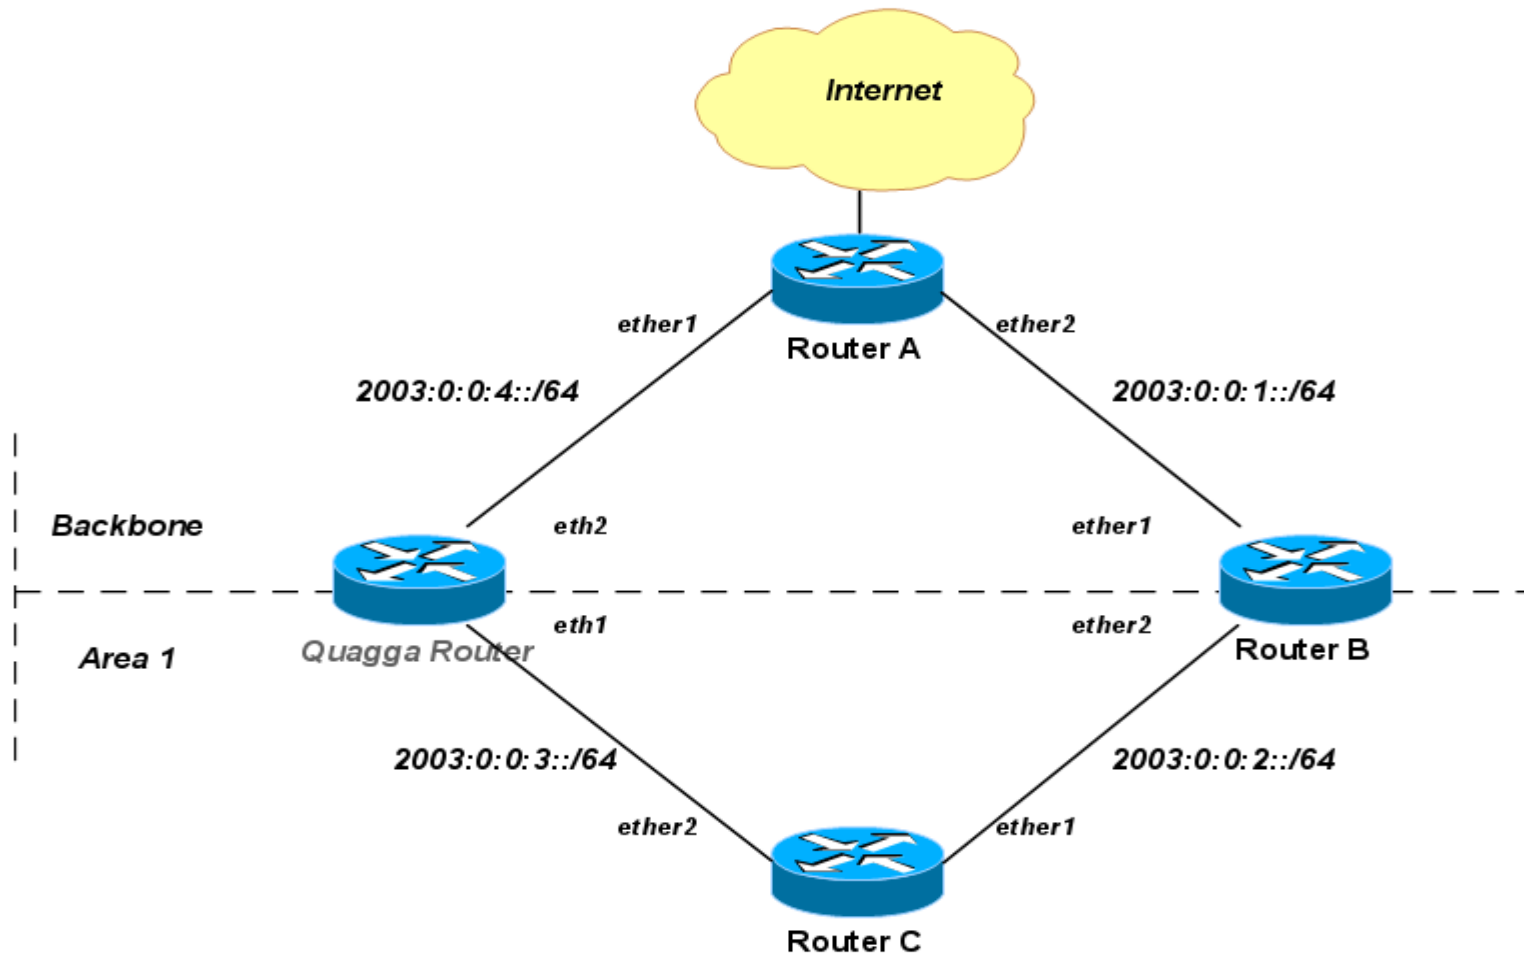 Internet
ether1
ether2
Router A
2003:0:0:4::/64
2003:0:0:1::/64
Backbone
eth2
ether1
eth1
ether2
Area 1
Quagga Router
Router B
2003:0:0:3::/64
2003:0:0:2::/64
ether2
ether1
Router C